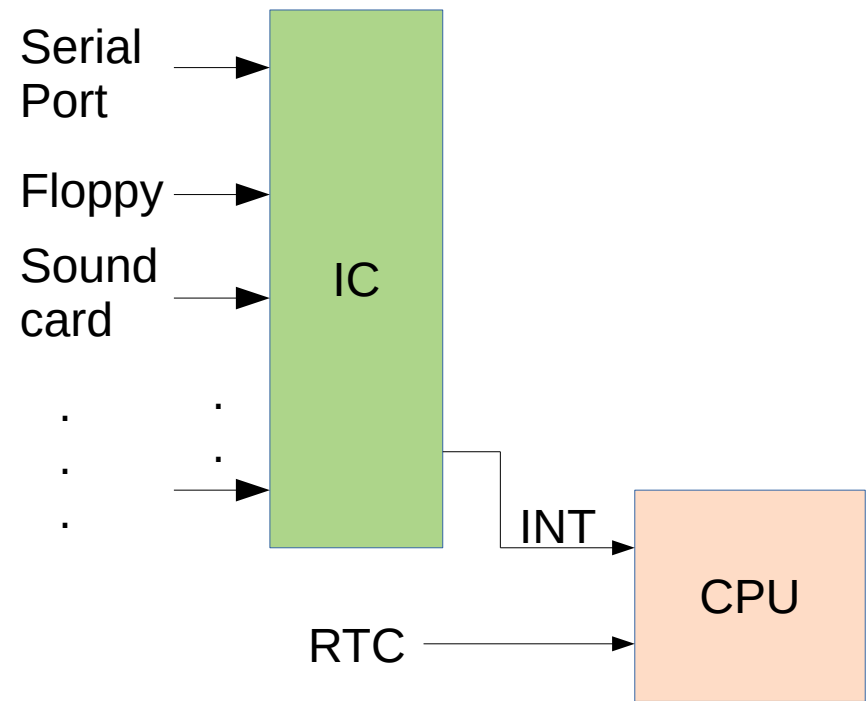 Serial
Port
Floppy
Sound
card
IC
.
.
.
.
.
INT
CPU
RTC